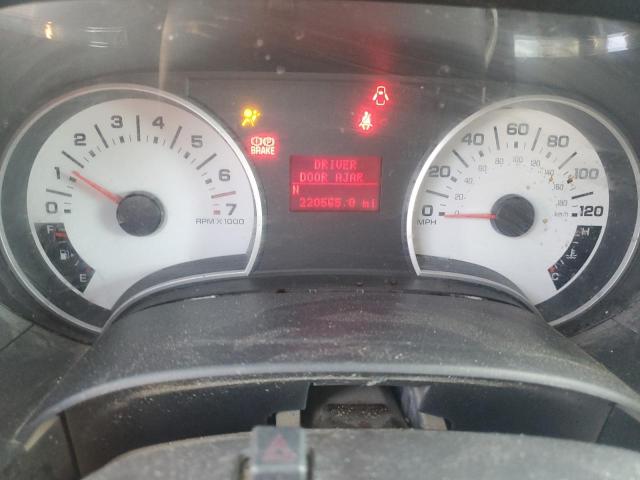 0 1 2 3 4 5 6 7
RPM X 1000
F
E
BRAKE
DRIVER
DOOR AJAR
N
220565.0 mi
0 20 40 60 80 100 120
MPH
km/h
H
C